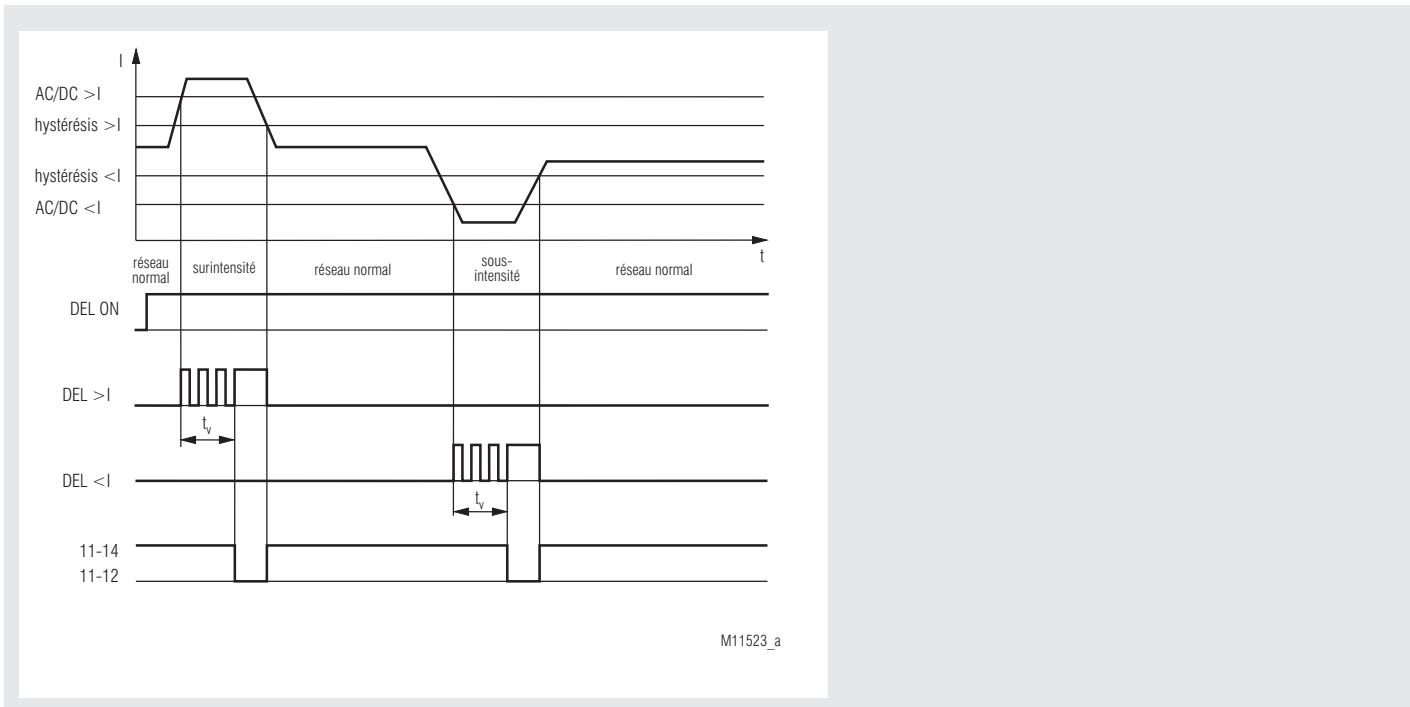 I
AC/DC >I
hystérésis >I
hystérésis <I
AC/DC <I
t
réseau
normal
surintensité
réseau normal
sous-
intensité
réseau normal
DEL ON
DEL >I
tv
DEL <I
tv
11-14
11-12
M11523_a